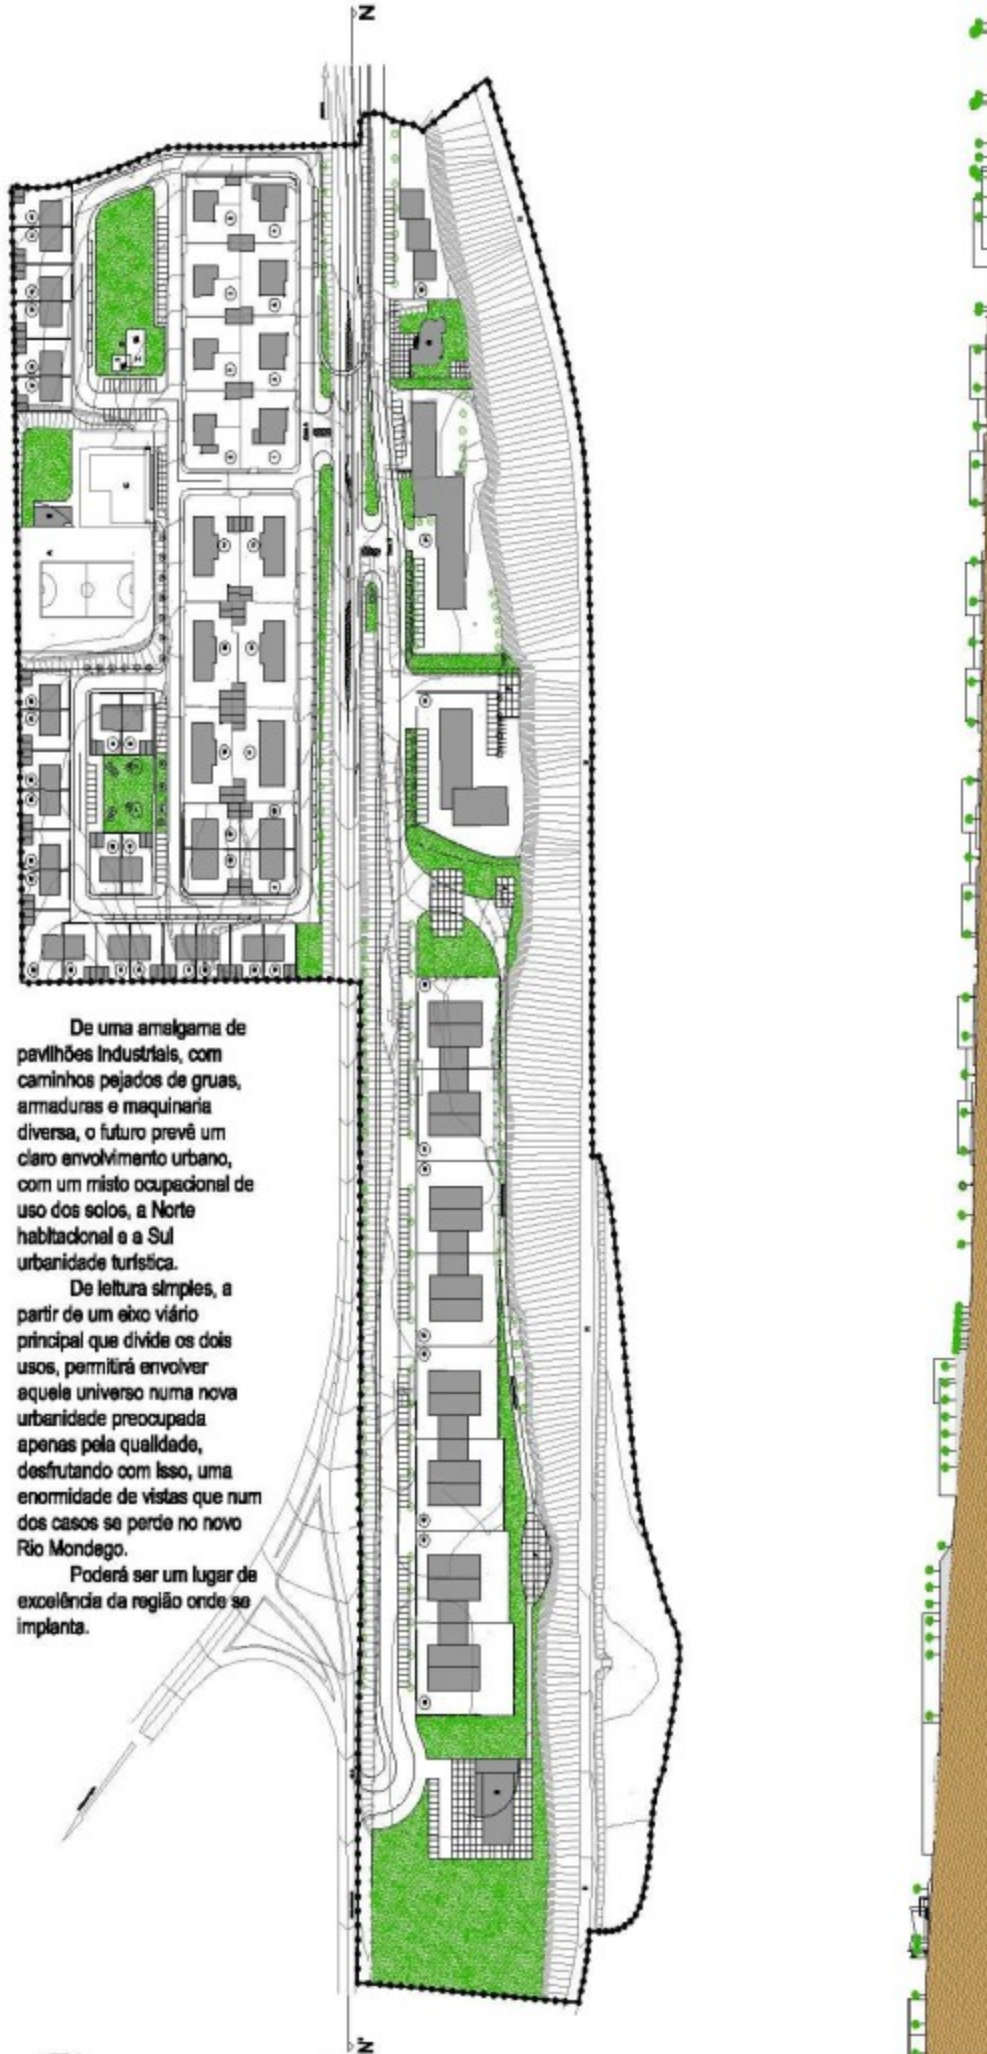 N
De uma amalgama de
pavilhões industriais, com
caminhos pejados de gruas,
armaduras e maquinaria
diversa, o futuro prevê um
claro envolvimento urbano,
com um misto ocupacional de
uso dos solos, a Norte
habitacional e a Sul
urbanidade turística.
De leitura simples, a
partir de um eixo viário
principal que divide os dois
usos, permitirá envolver
aquele universo numa nova
urbanidade preocupada
apenas pela qualidade,
desfrutando com isso, uma
enormidade de vistas que num
dos casos se perde no novo
Rio Mondego.
Poderá ser um lugar de
excelência da região onde se
implanta.
N'